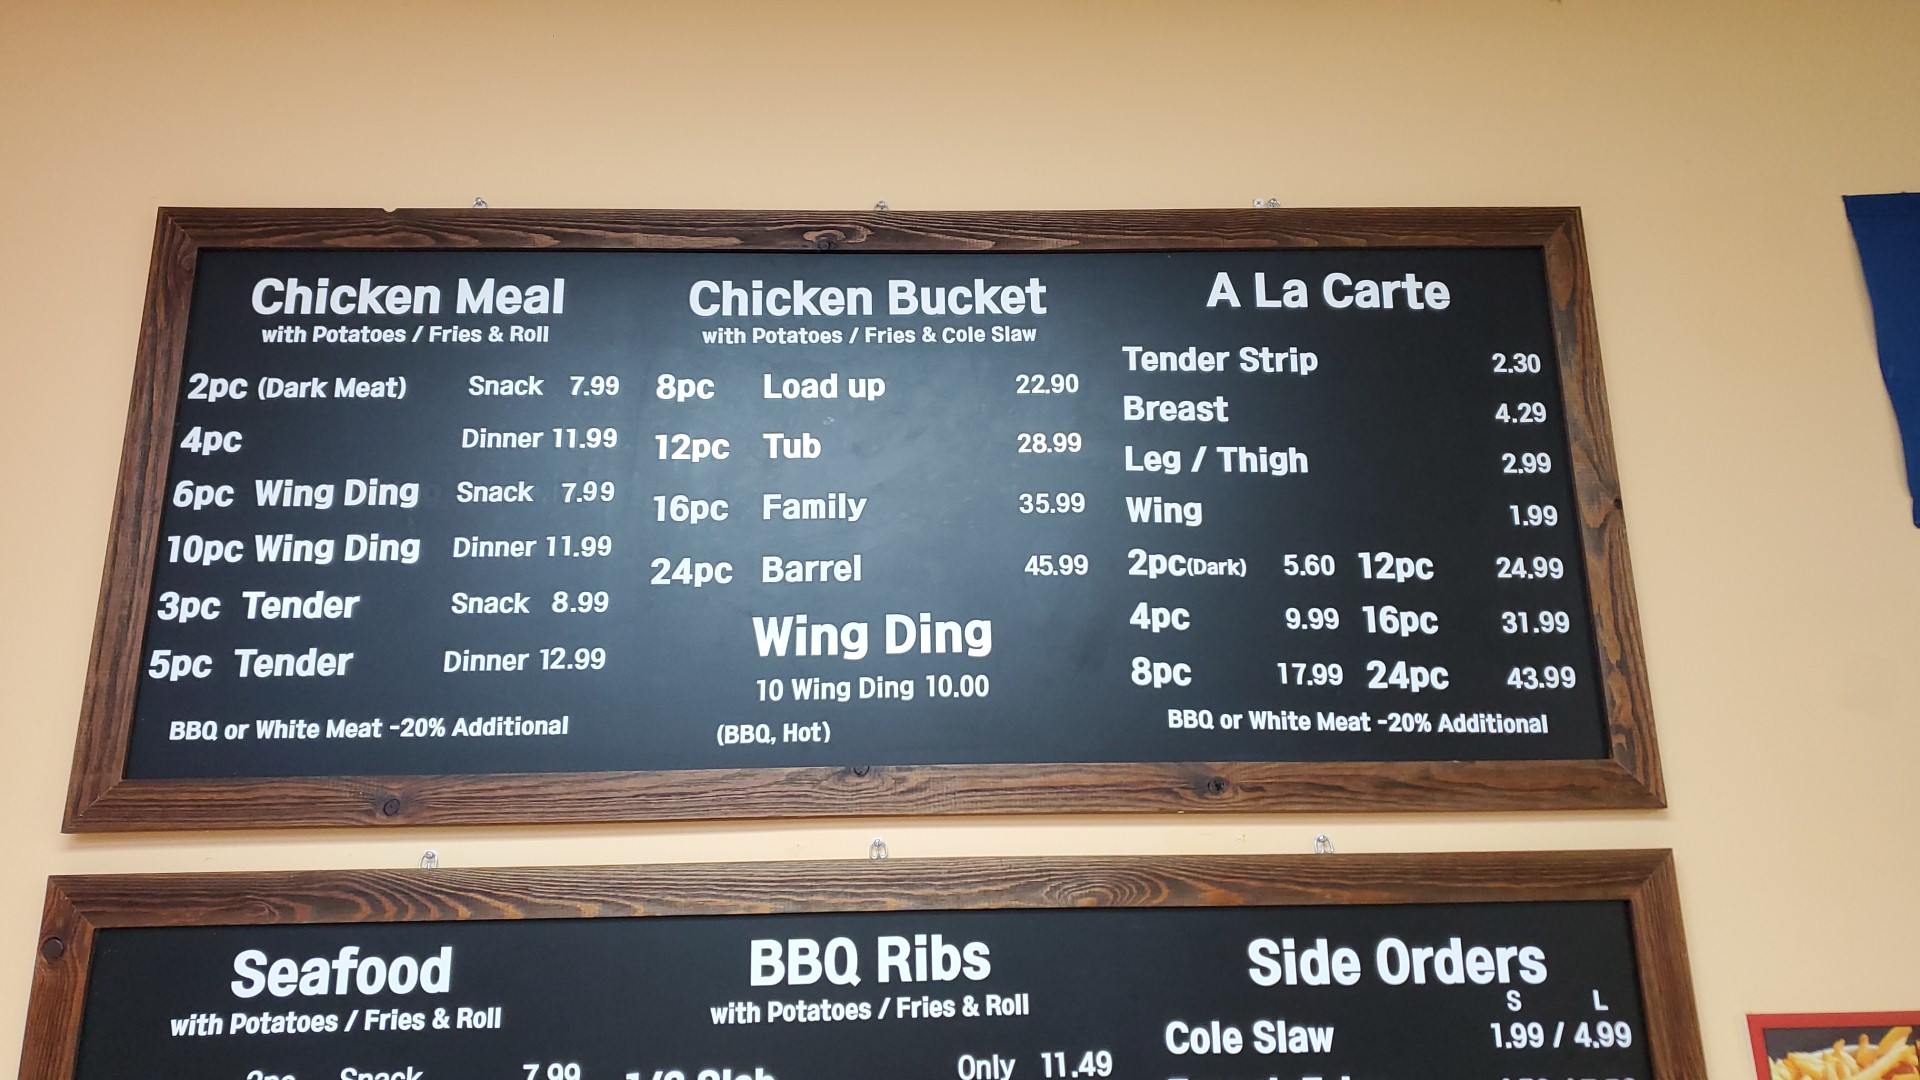 Chicken Meal
with Potatoes / Fries & Roll
2pc (Dark Meat) Snack 7.99
4pc Dinner 11.99
6pc Wing Ding Snack 7.99
10pc Wing Ding Dinner 11.99
3pc Tender Snack 8.99
5pc Tender Dinner 12.99
BBQ or White Meat -20% Additional
Chicken Bucket
with Potatoes / Fries & Cole Slaw
8pc Load up 22.90
12pc Tub 28.99
16pc Family 35.99
24pc Barrel 45.99
Wing Ding
10 Wing Ding 10.00
(BBQ, Hot)
A La Carte
Tender Strip 2.30
Breast 4.29
Leg / Thigh 2.99
Wing 1.99
2pc(Dark) 5.60 12pc 24.99
4pc 9.99 16pc 31.99
8pc 17.99 24pc 43.99
BBQ or White Meat -20% Additional
Seafood
with Potatoes / Fries & Roll
2pc Snack 7.99
BBQ Ribs
with Potatoes / Fries & Roll
1/2 Slab Only 11.49
Side Orders
S L
Cole Slaw 1.99 / 4.99